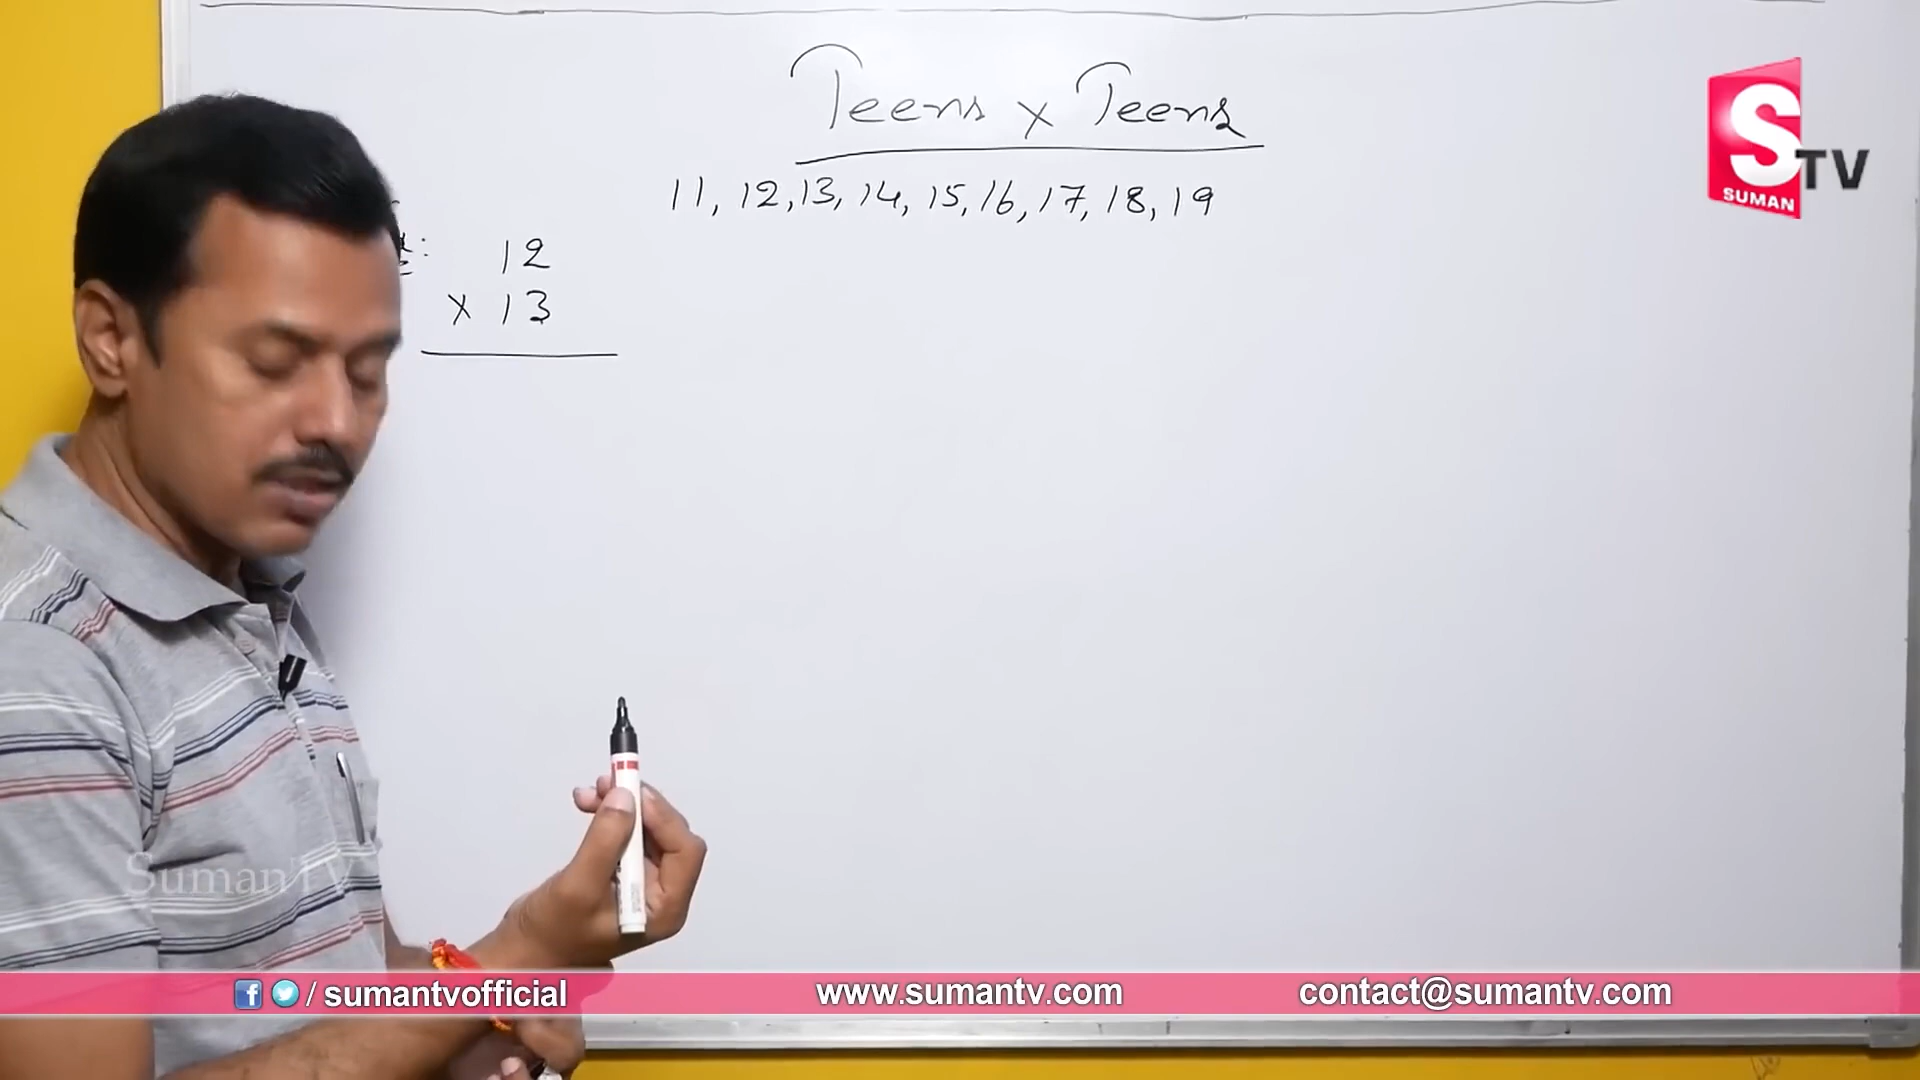 Teens x Teens
11, 12, 13, 14, 15, 16, 17, 18, 19
12
x 13
S TV
SUMAN
SumanTV
/ sumantvofficial
www.sumantv.com
contact@sumantv.com